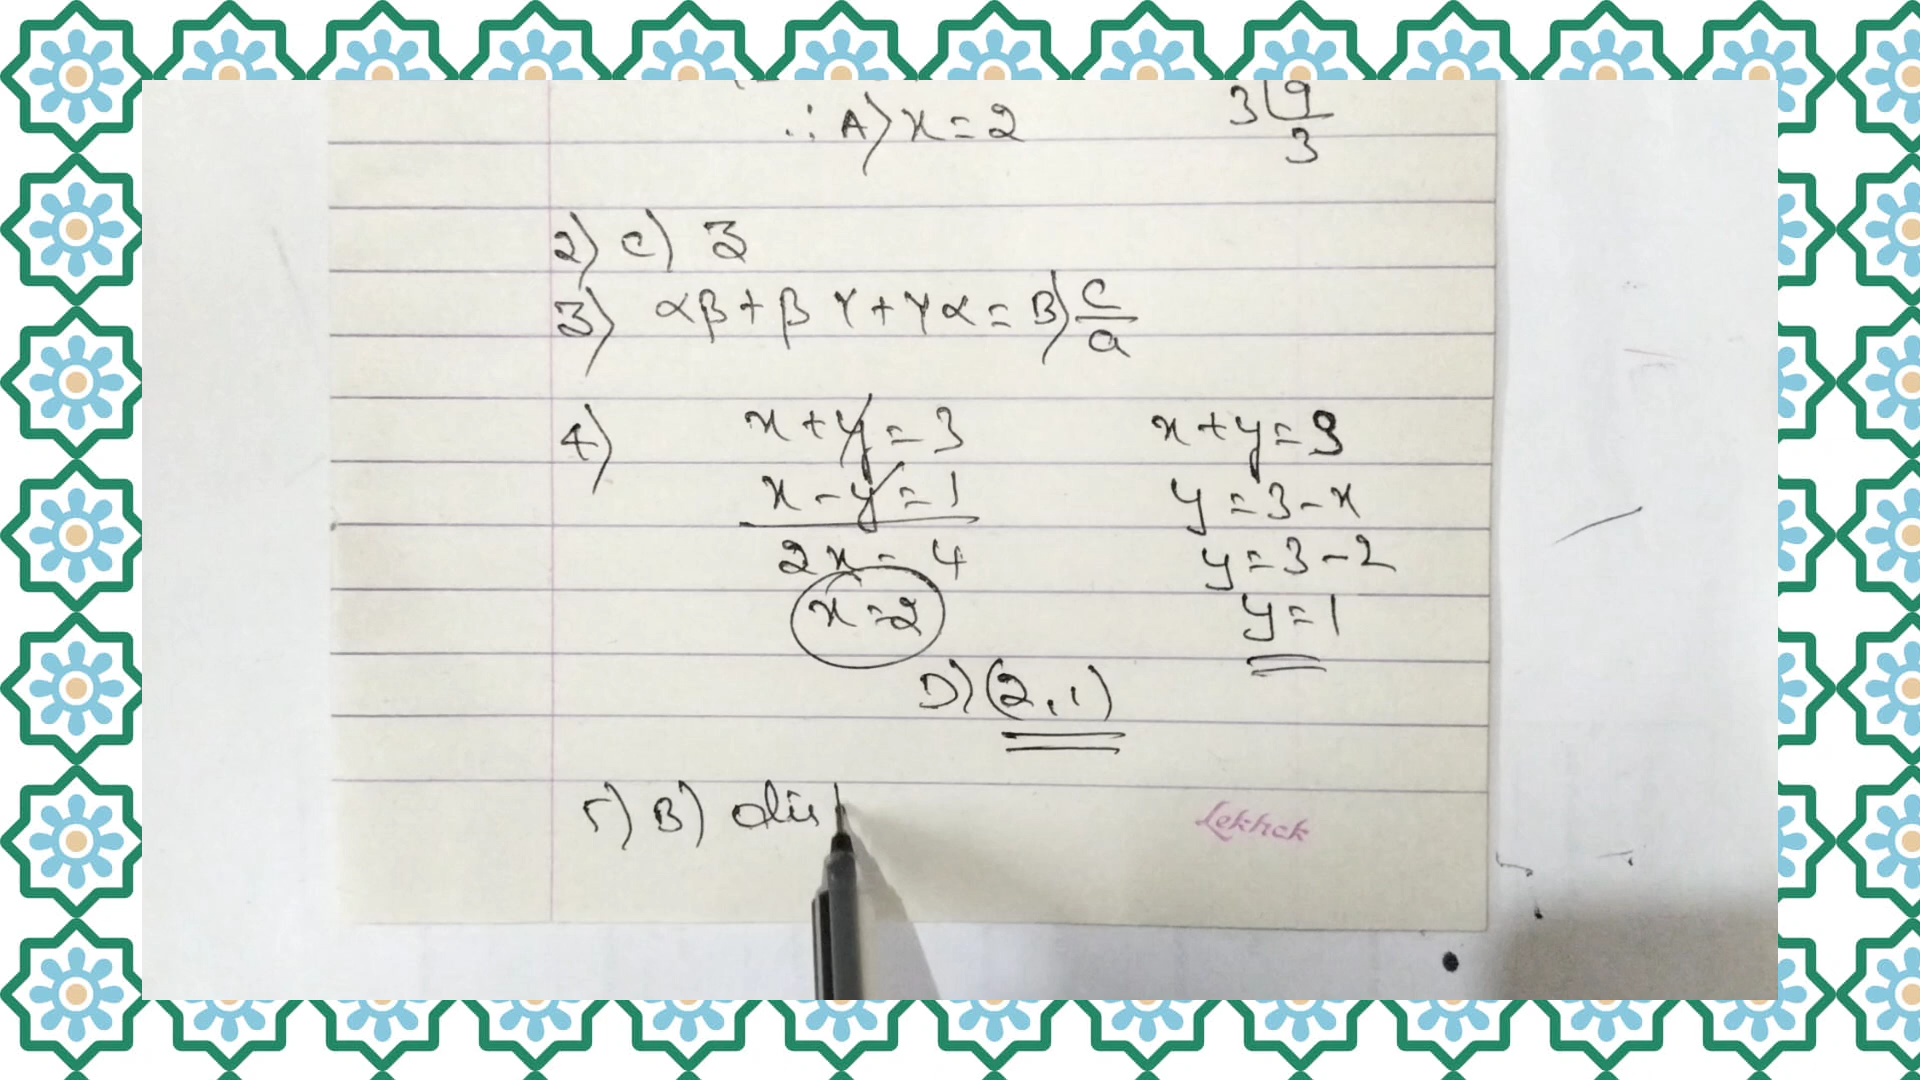 ∴ A) x = 2
3 | 9
3
2) C) 3
3) αβ + βγ + γα = B) c/a
4) x + y = 3
x - y = 1
2x = 4
x = 2
x + y = 3
y = 3 - x
y = 3 - 2
y = 1
D) (2, 1)
5) B) dis
Lekhak